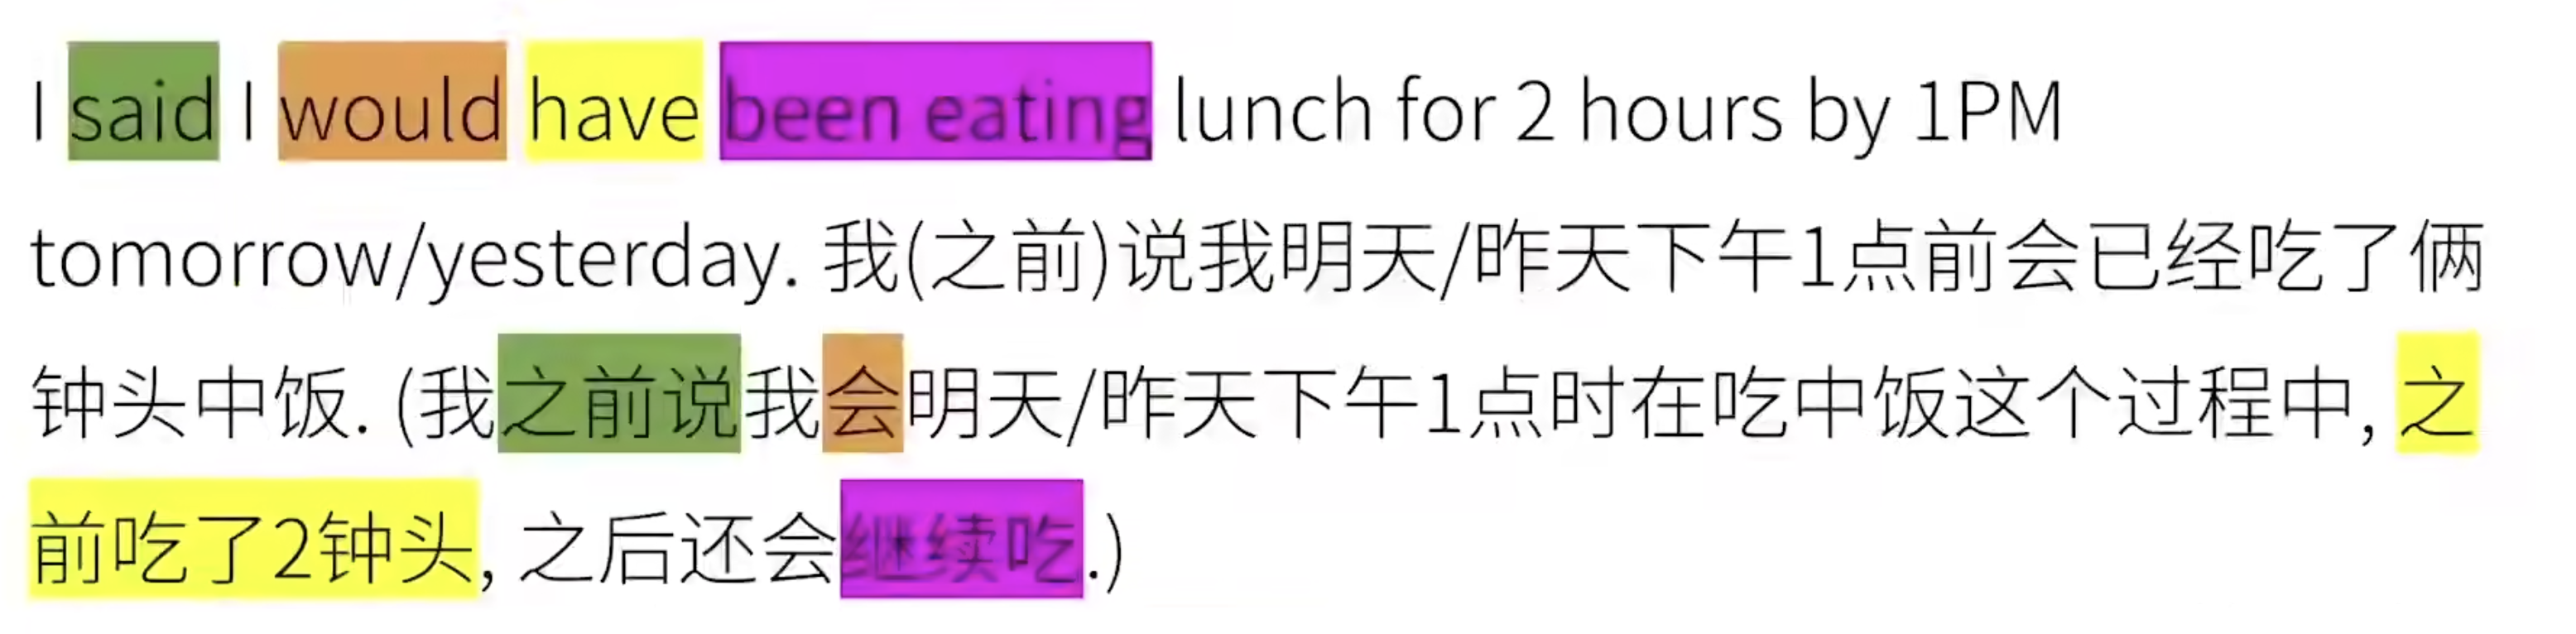 I said I would have been eating lunch for 2 hours by 1PM
tomorrow/yesterday. 我(之前)说我明天/昨天下午1点前会已经吃了俩
钟头中饭. (我之前说我会明天/昨天下午1点时在吃中饭这个过程中, 之
前吃了2钟头, 之后还会继续吃.)